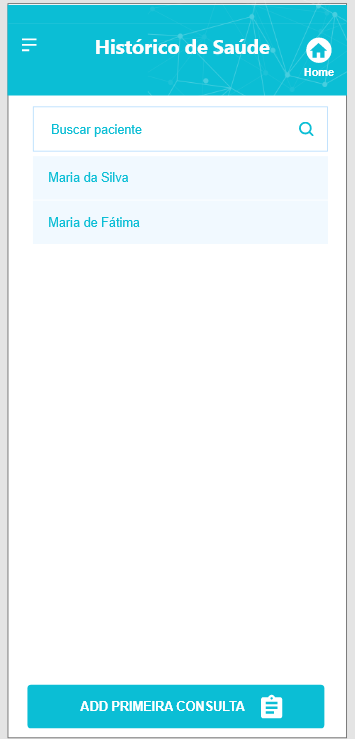 Histórico de Saúde
Home
Buscar paciente
Maria da Silva
Maria de Fátima
ADD PRIMEIRA CONSULTA